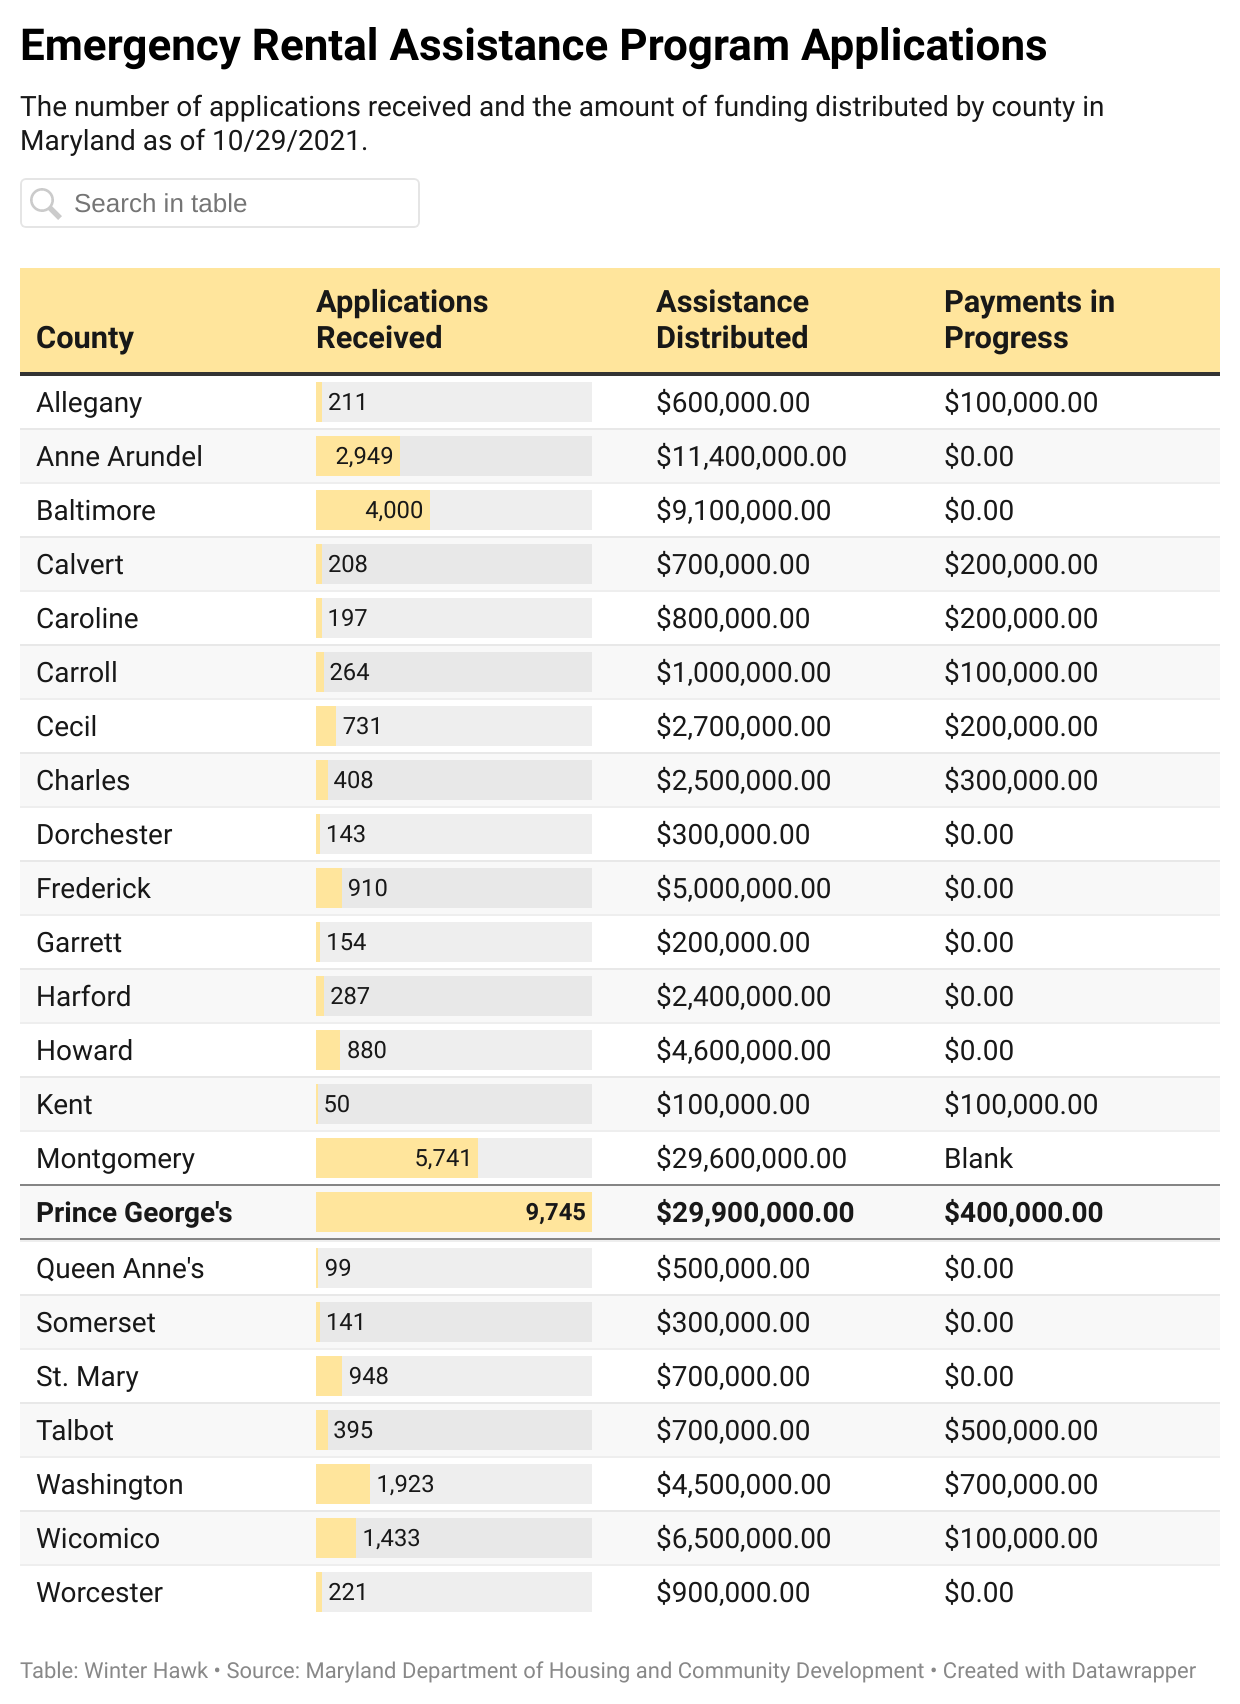 Emergency Rental Assistance Program Applications
The number of applications received and the amount of funding distributed by county in
Maryland as of 10/29/2021.
Search in table
County Applications Received Assistance Distributed Payments in Progress
Allegany 211 $600,000.00 $100,000.00
Anne Arundel 2,949 $11,400,000.00 $0.00
Baltimore 4,000 $9,100,000.00 $0.00
Calvert 208 $700,000.00 $200,000.00
Caroline 197 $800,000.00 $200,000.00
Carroll 264 $1,000,000.00 $100,000.00
Cecil 731 $2,700,000.00 $200,000.00
Charles 408 $2,500,000.00 $300,000.00
Dorchester 143 $300,000.00 $0.00
Frederick 910 $5,000,000.00 $0.00
Garrett 154 $200,000.00 $0.00
Harford 287 $2,400,000.00 $0.00
Howard 880 $4,600,000.00 $0.00
Kent 50 $100,000.00 $100,000.00
Montgomery 5,741 $29,600,000.00 Blank
Prince George's 9,745 $29,900,000.00 $400,000.00
Queen Anne's 99 $500,000.00 $0.00
Somerset 141 $300,000.00 $0.00
St. Mary 948 $700,000.00 $0.00
Talbot 395 $700,000.00 $500,000.00
Washington 1,923 $4,500,000.00 $700,000.00
Wicomico 1,433 $6,500,000.00 $100,000.00
Worcester 221 $900,000.00 $0.00
Table: Winter Hawk • Source: Maryland Department of Housing and Community Development • Created with Datawrapper